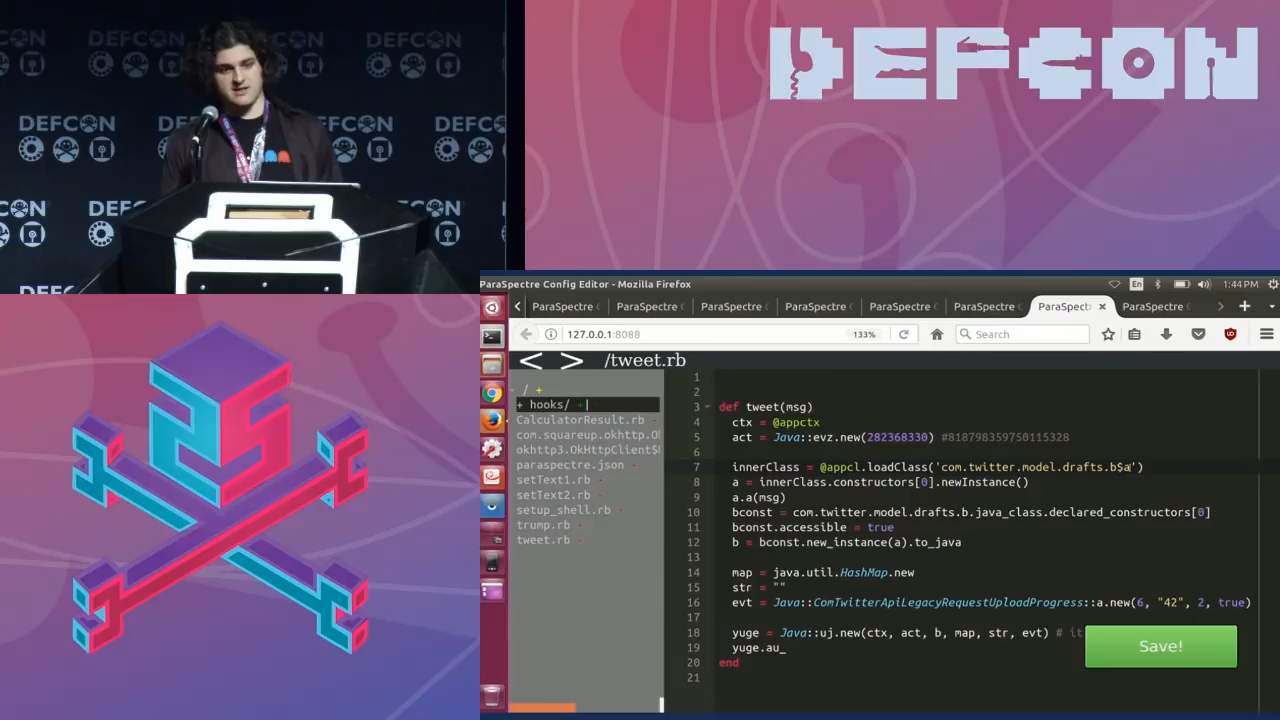 DEFCON
DEFCON
DEFCON
DEFCON
DEFCON
DEFCON
ParaSpectre Config Editor - Mozilla Firefox
En
1:44 PM
ParaSpectre
ParaSpectre
ParaSpectre
ParaSpectre
ParaSpectre
ParaSpectre
ParaSpectr
ParaSpectre
127.0.0.1:8088
133%
Search
< > /tweet.rb
- / +
+ hooks/ +
CalculatorResult.rb -
com.squareup.okhttp.O
okhttp3.OkHttpClient$
paraspectre.json -
setText1.rb -
setText2.rb -
setup_shell.rb -
trump.rb -
tweet.rb -
1
2
3 def tweet(msg)
4 ctx = @appctx
5 act = Java::evz.new(282368330) #818798359750115328
6
7 innerClass = @appcl.loadClass('com.twitter.model.drafts.b$a')
8 a = innerClass.constructors[0].newInstance()
9 a.a(msg)
10 bconst = com.twitter.model.drafts.b.java_class.declared_constructors[0]
11 bconst.accessible = true
12 b = bconst.new_instance(a).to_java
13
14 map = java.util.HashMap.new
15 str = ""
16 evt = Java::ComTwitterApiLegacyRequestUploadProgress::a.new(6, "42", 2, true)
17
18 yuge = Java::uj.new(ctx, act, b, map, str, evt) # it
19 yuge.au_
20 end
21
Save!